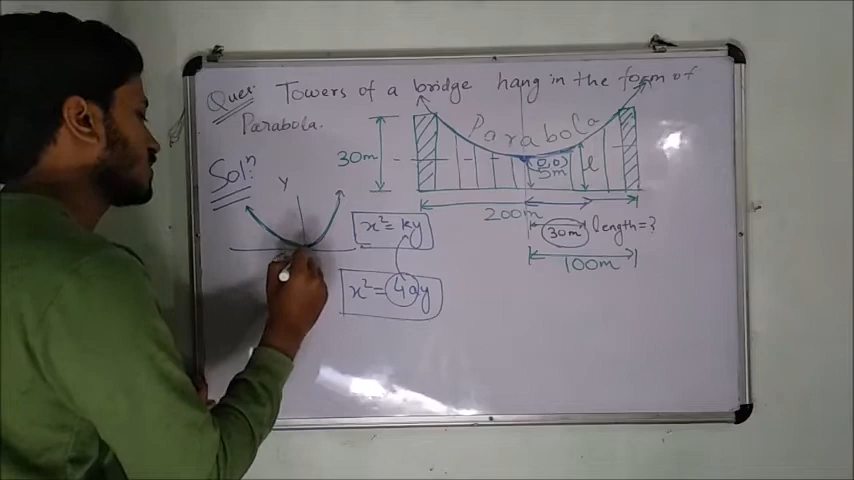 Ques: Towers of a bridge hang in the form of
Parabola.
Parabola
30m
(0,0)
5m
l
200m
30m
length = ?
100m
Solⁿ:
Y
x² = ky
x² = 4ay